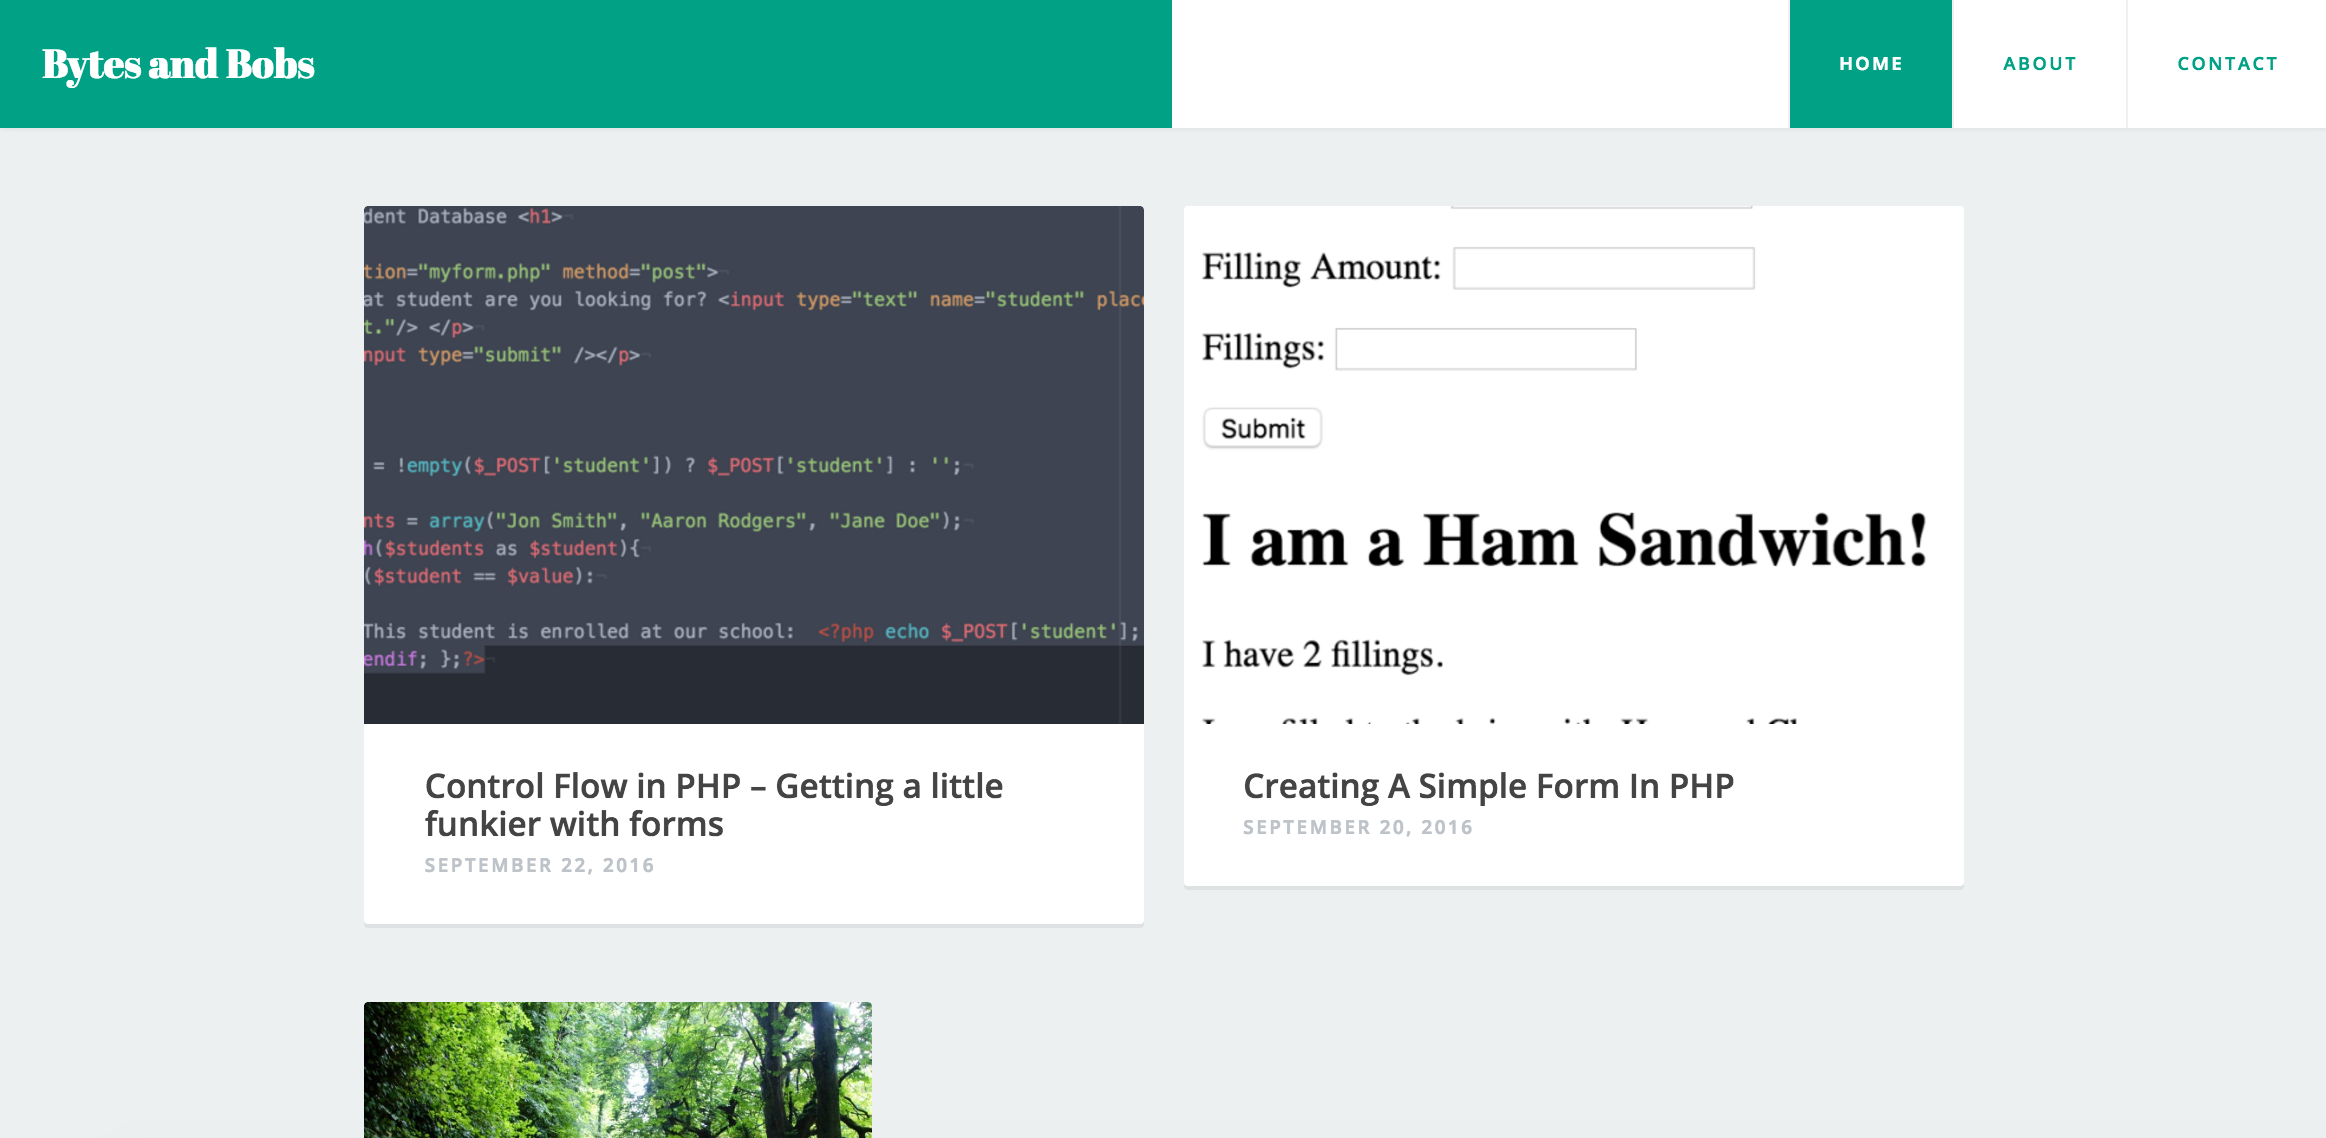 Bytes and Bobs
HOME
ABOUT
CONTACT
dent Database <h1>
tion="myform.php" method="post">
at student are you looking for? <input type="text" name="student" plac
t."/> </p>
nput type="submit" /></p>
= !empty($_POST['student']) ? $_POST['student'] : '';
nts = array("Jon Smith", "Aaron Rodgers", "Jane Doe");
h($students as $student){
($student == $value):
This student is enrolled at our school: <?php echo $_POST['student'];
endif; };?>
Control Flow in PHP – Getting a little
funkier with forms
SEPTEMBER 22, 2016
Filling Amount:
Fillings:
Submit
I am a Ham Sandwich!
I have 2 fillings.
Creating A Simple Form In PHP
SEPTEMBER 20, 2016